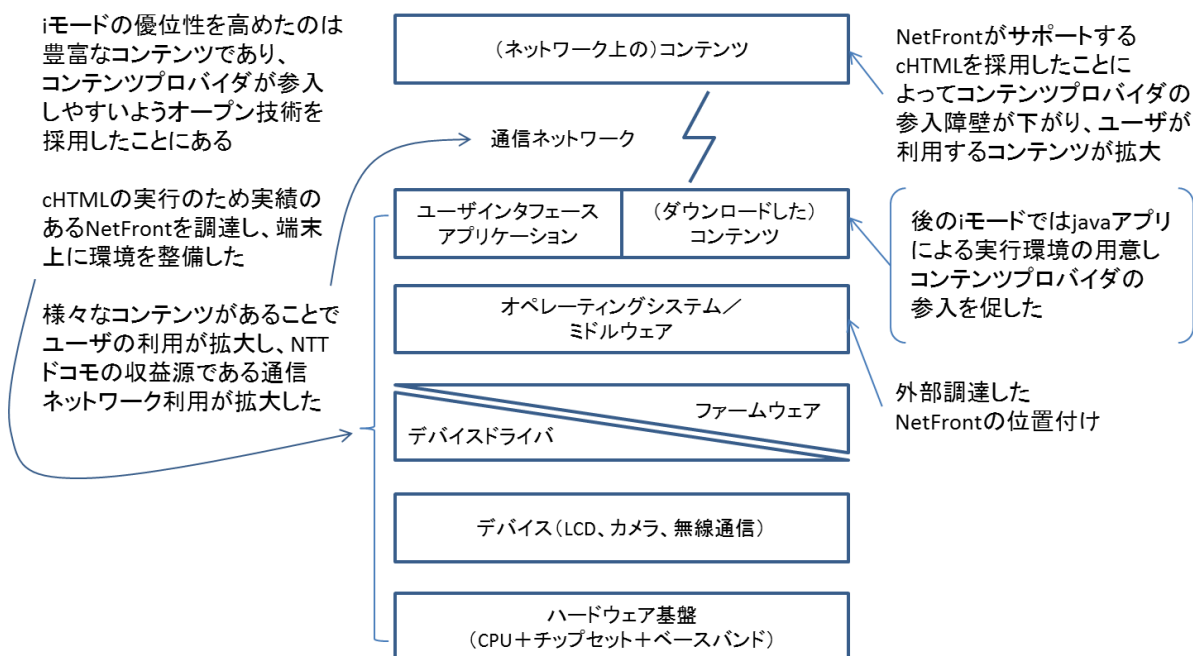 iモードの優位性を高めたのは
豊富なコンテンツであり、
コンテンツプロバイダが参入
しやすいようオープン技術を
採用したことにある
cHTMLの実行のため実績の
あるNetFrontを調達し、端末
上に環境を整備した
様々なコンテンツがあることで
ユーザの利用が拡大し、NTT
ドコモの収益源である通信
ネットワーク利用が拡大した
(ネットワーク上の)コンテンツ
通信ネットワーク
ユーザインタフェース
アプリケーション
(ダウンロードした)
コンテンツ
オペレーティングシステム/
ミドルウェア
ファームウェア
デバイスドライバ
デバイス(LCD、カメラ、無線通信)
ハードウェア基盤
(CPU+チップセット+ベースバンド)
NetFrontがサポートする
cHTMLを採用したことに
よってコンテンツプロバイダの
参入障壁が下がり、ユーザが
利用するコンテンツが拡大
後のiモードではjavaアプリ
による実行環境の用意し
コンテンツプロバイダの
参入を促した
外部調達した
NetFrontの位置付け